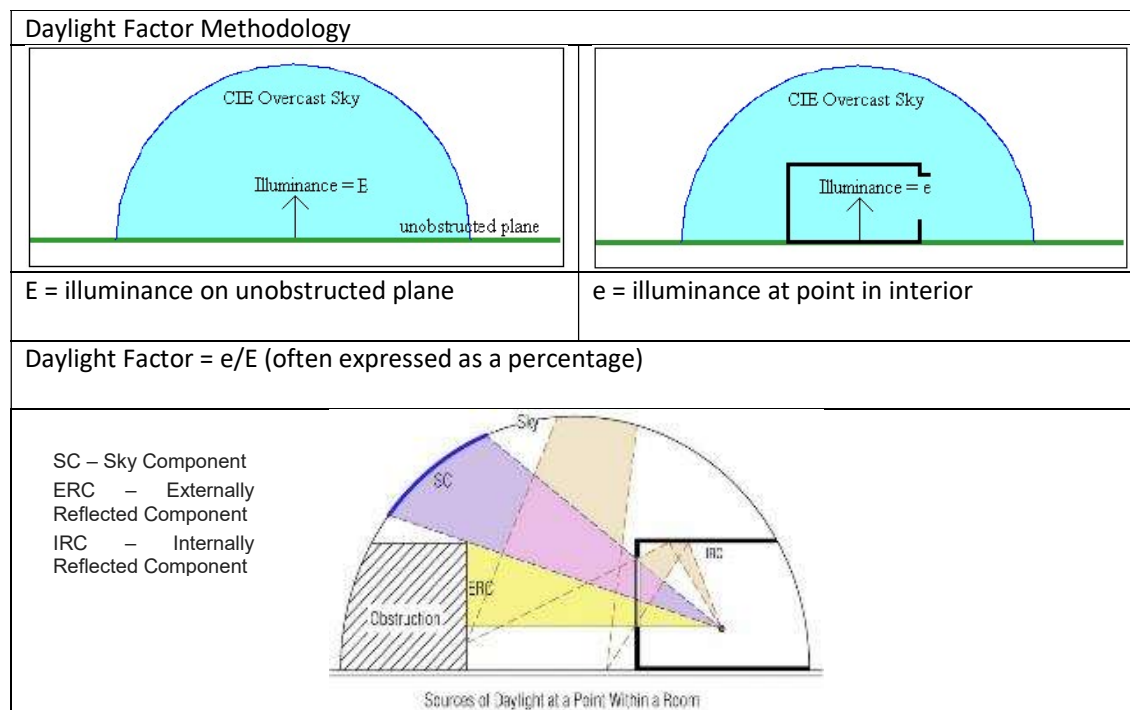 Daylight Factor Methodology
CIE Overcast Sky
Illuminance = E
unobstructed plane
CIE Overcast Sky
Illuminance = e
E = illuminance on unobstructed plane
e = illuminance at point in interior
Daylight Factor = e/E (often expressed as a percentage)
SC – Sky Component
ERC – Externally
Reflected Component
IRC – Internally
Reflected Component
Sky
SC
IRC
ERC
Obstruction
Sources of Daylight at a Point Within a Room